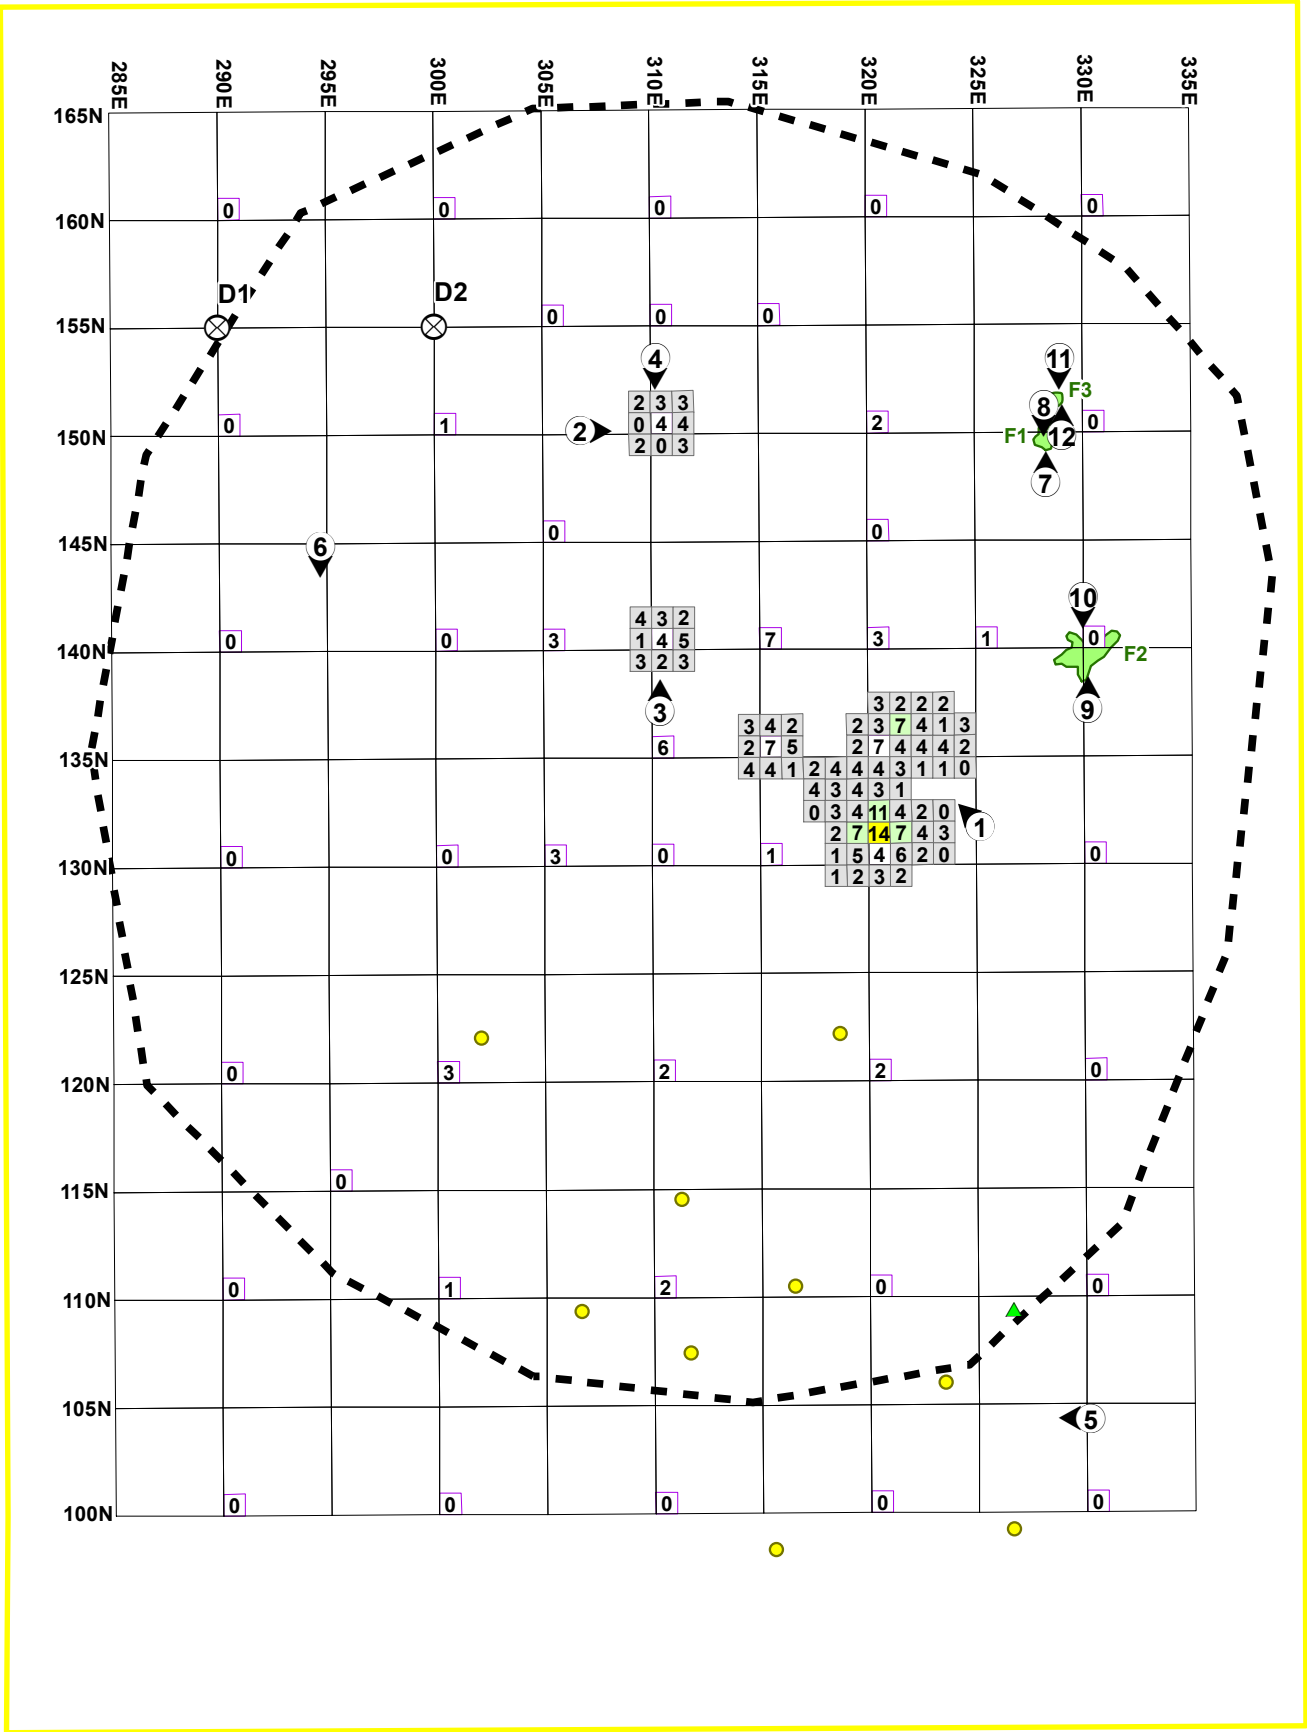 285E 290E 295E 300E 305E 310E 315E 320E 325E 330E 335E
165N
0 0 0 0 0
160N
D1 D2
0 0 0
155N
4 11
F3
2 3 3
8
0 1 0 4 4 2 0
2 F1 12
150N
2 0 3
7
0 0
145N
6
10
4 3 2
0 0 3 1 4 5 7 3 1 0
140N F2
3 2 3
3 2 2 2 9
3
3 4 2 2 3 7 4 1 3
6 2 7 5 2 7 4 4 4 2
135N
4 4 1 2 4 4 4 3 1 1 0
4 3 4 3 1
0 3 4 11 4 2 0
1
2 7 14 7 4 3
0 0 3 0 1 1 5 4 6 2 0 0
130N
1 2 3 2
125N
0 3 2 2 0
120N
0
115N
0 1 2 0 0
110N
105N
5
0 0 0 0 0
100N